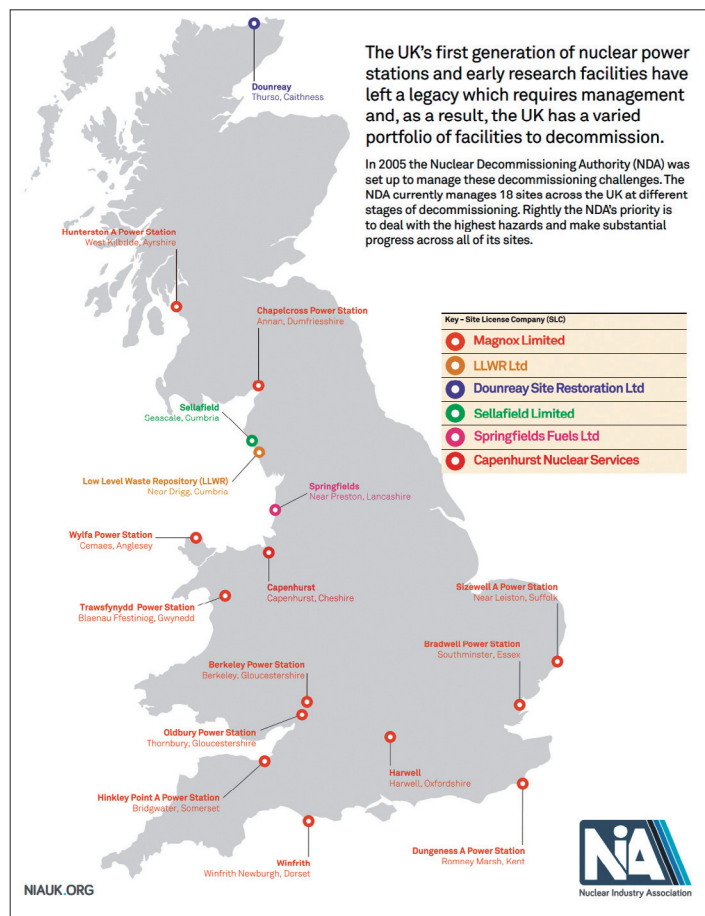 The UK's first generation of nuclear power
stations and early research facilities have
left a legacy which requires management
and, as a result, the UK has a varied
portfolio of facilities to decommission.
In 2005 the Nuclear Decommissioning Authority (NDA) was
set up to manage these decommissioning challenges. The
NDA currently manages 18 sites across the UK at different
stages of decommissioning. Rightly the NDA's priority is
to deal with the highest hazards and make substantial
progress across all of its sites.
Dounreay
Thurso, Caithness
Hunterston A Power Station
West Kilbride, Ayrshire
Chapelcross Power Station
Annan, Dumfriesshire
Key – Site License Company (SLC)
Magnox Limited
LLWR Ltd
Dounreay Site Restoration Ltd
Sellafield Limited
Springfields Fuels Ltd
Capenhurst Nuclear Services
Sellafield
Seascale, Cumbria
Low Level Waste Repository (LLWR)
Near Drigg, Cumbria
Springfields
Near Preston, Lancashire
Wylfa Power Station
Cemaes, Anglesey
Capenhurst
Capenhurst, Cheshire
Trawsfynydd Power Station
Blaenau Ffestiniog, Gwynedd
Sizewell A Power Station
Near Leiston, Suffolk
Bradwell Power Station
Southminster, Essex
Berkeley Power Station
Berkeley, Gloucestershire
Oldbury Power Station
Thornbury, Gloucestershire
Harwell
Harwell, Oxfordshire
Hinkley Point A Power Station
Bridgwater, Somerset
Winfrith
Winfrith Newburgh, Dorset
Dungeness A Power Station
Romney Marsh, Kent
NIAUK.ORG
NIA
Nuclear Industry Association